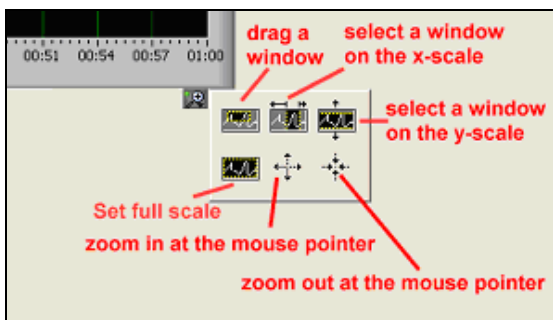 drag a
window
select a window
on the x-scale
00:51 00:54 00:57 01:00
select a window
on the y-scale
Set full scale
zoom in at the mouse pointer
zoom out at the mouse pointer